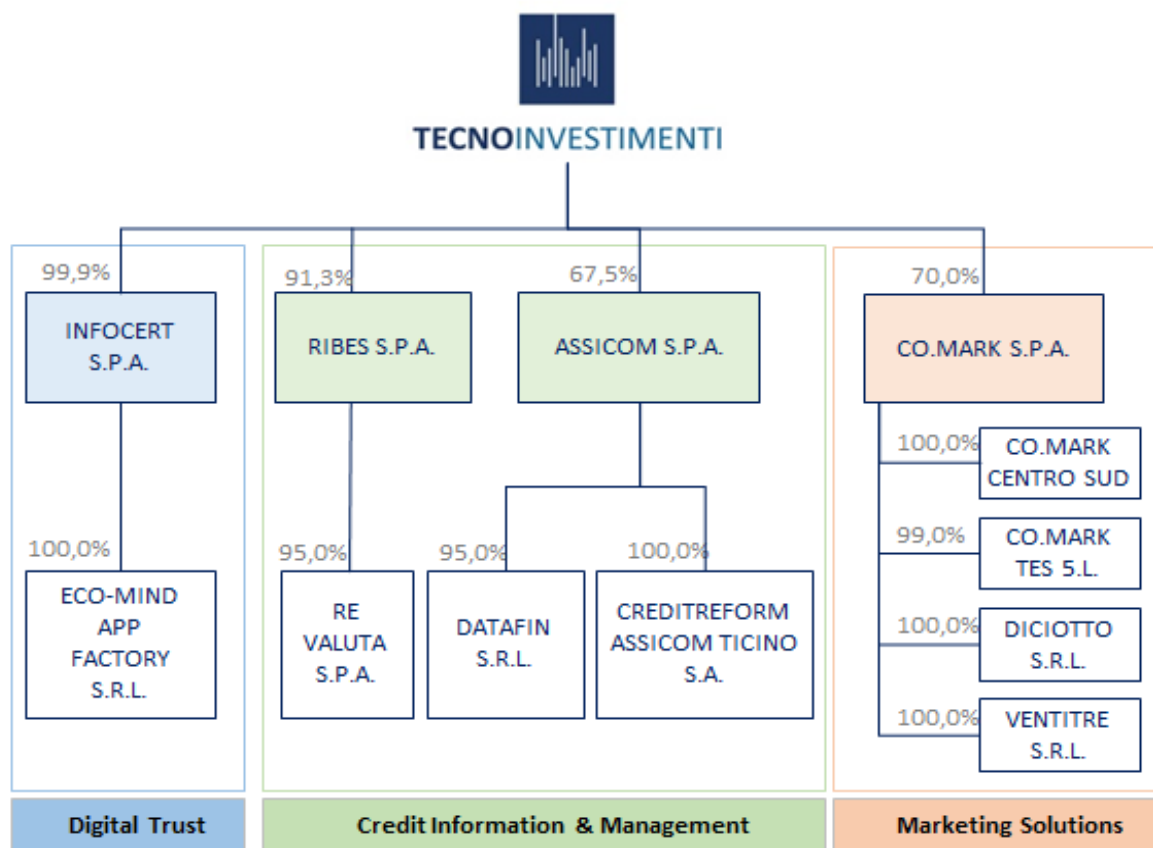 TECNOINVESTIMENTI
99,9%
91,3%
67,5%
70,0%
INFOCERT
S.P.A.
RIBES S.P.A.
ASSICOM S.P.A.
CO.MARK S.P.A.
100,0%
CO.MARK
CENTRO SUD
99,0%
CO.MARK
TES 5.L.
100,0%
DICIOTTO
S.R.L.
100,0%
VENTITRE
S.R.L.
100,0%
ECO-MIND
APP
FACTORY
S.R.L.
95,0%
RE
VALUTA
S.P.A.
95,0%
DATAFIN
S.R.L.
100,0%
CREDITREFORM
ASSICOM TICINO
S.A.
Digital Trust
Credit Information & Management
Marketing Solutions